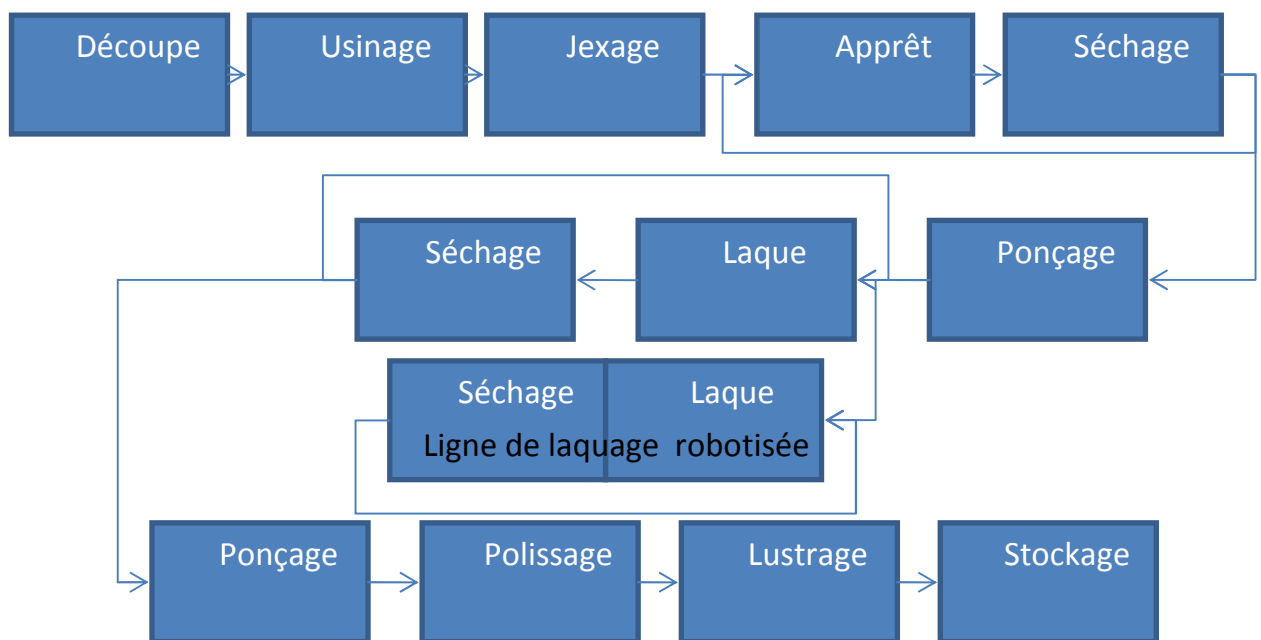 Découpe
Usinage
Jexage
Apprêt
Séchage
Séchage
Laque
Ponçage
Séchage
Laque
Ligne de laquage robotisée
Ponçage
Polissage
Lustrage
Stockage